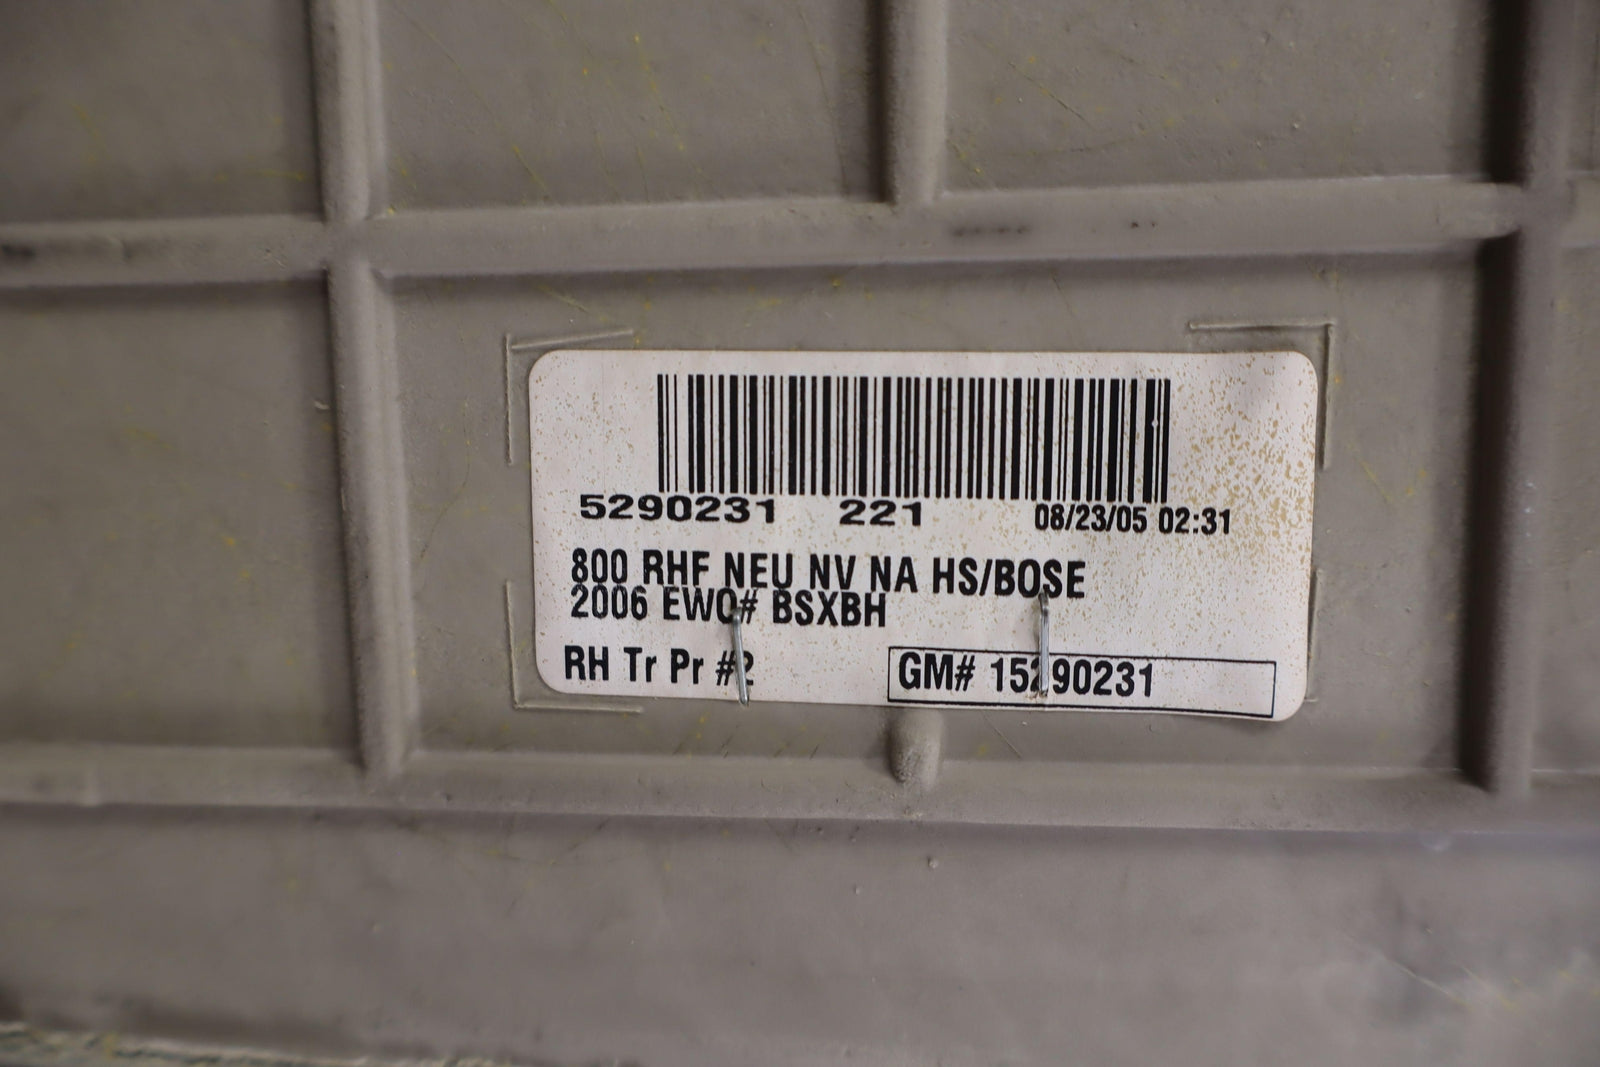 5290231 221 08/23/05 02:31
800 RHF NEU NV NA HS/BOSE
2006 EWO# BSXBH
RH Tr Pr #2 GM# 15290231